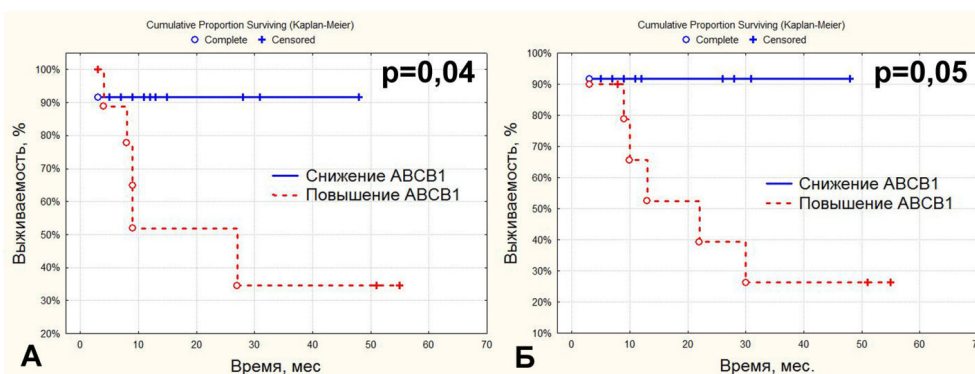 Cumulative Proportion Surviving (Kaplan-Meier)
Complete Censored
p=0,04
100%
90%
80%
70%
60%
50%
40%
30%
20%
Выживаемость, %
Снижение ABCB1
Повышение ABCB1
0 10 20 30 40 50 60 70
Время, мес
А
Cumulative Proportion Surviving (Kaplan-Meier)
Complete Censored
p=0,05
100%
90%
80%
70%
60%
50%
40%
30%
20%
10%
Выживаемость, %
Снижение ABCB1
Повышение ABCB1
0 10 20 30 40 50 60 70
Время, мес.
Б